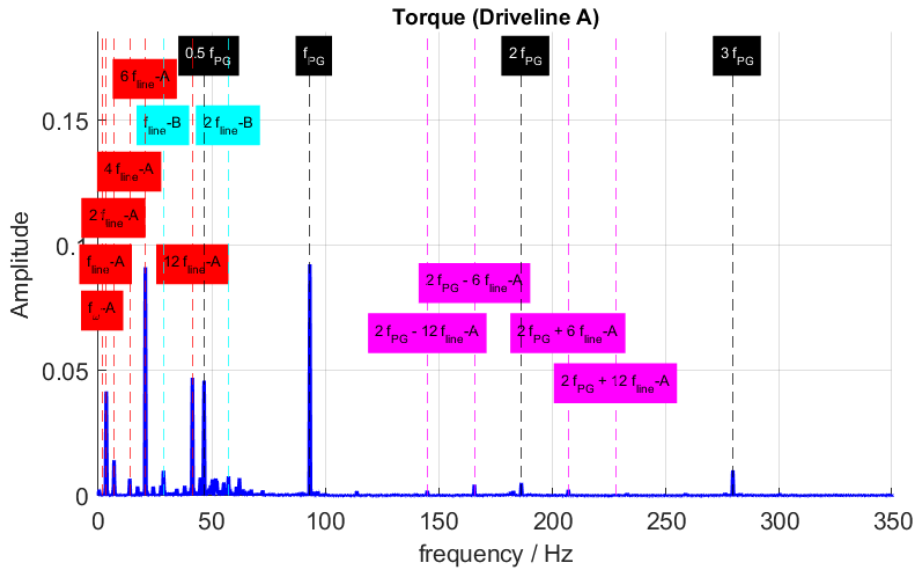 Torque (Driveline A)
0.5 f_PG
f_PG
2 f_PG
3 f_PG
6 f_line-A
f_line-B
2 f_line-B
4 f_line-A
2 f_line-A
f_line-A
12 f_line-A
f_ω-A
2 f_PG - 6 f_line-A
2 f_PG - 12 f_line-A
2 f_PG + 6 f_line-A
2 f_PG + 12 f_line-A
Amplitude
0.15
0.1
0.05
0
0 50 100 150 200 250 300 350
frequency / Hz